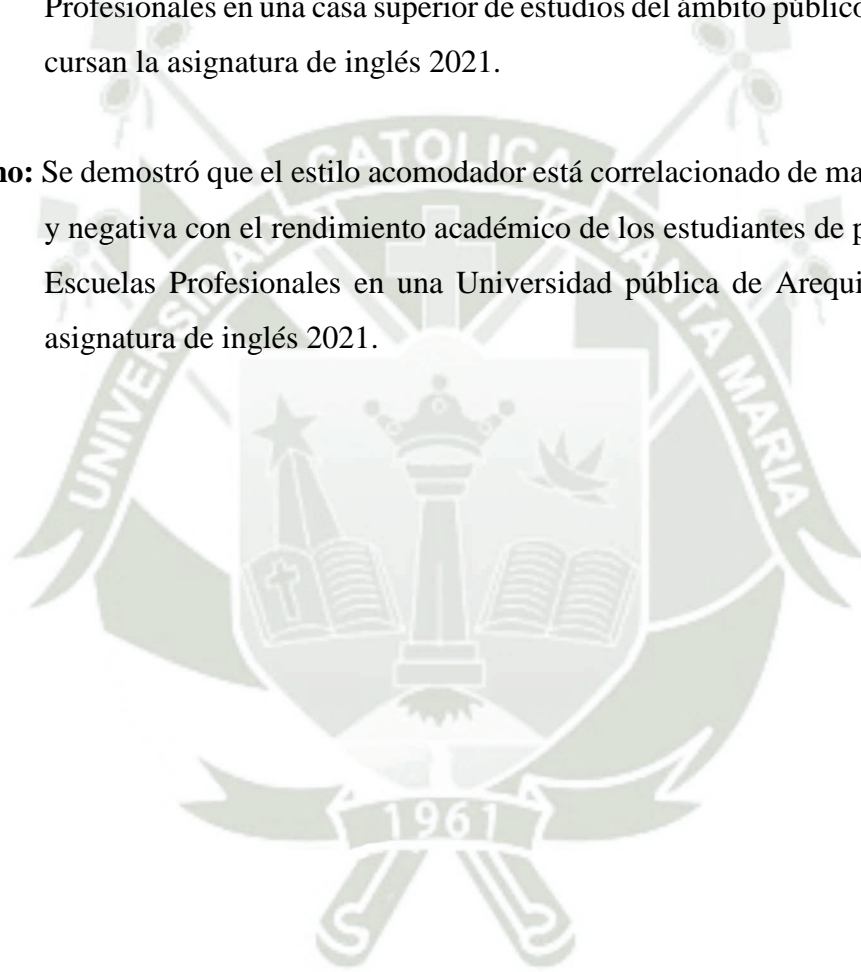 Profesionales en una casa superior de estudios del ámbito público
cursan la asignatura de inglés 2021.
no: Se demostró que el estilo acomodador está correlacionado de ma
y negativa con el rendimiento académico de los estudiantes de p
Escuelas Profesionales en una Universidad pública de Arequi
asignatura de inglés 2021.
UNIVERSIDAD CATOLICA SANTA MARIA
1961